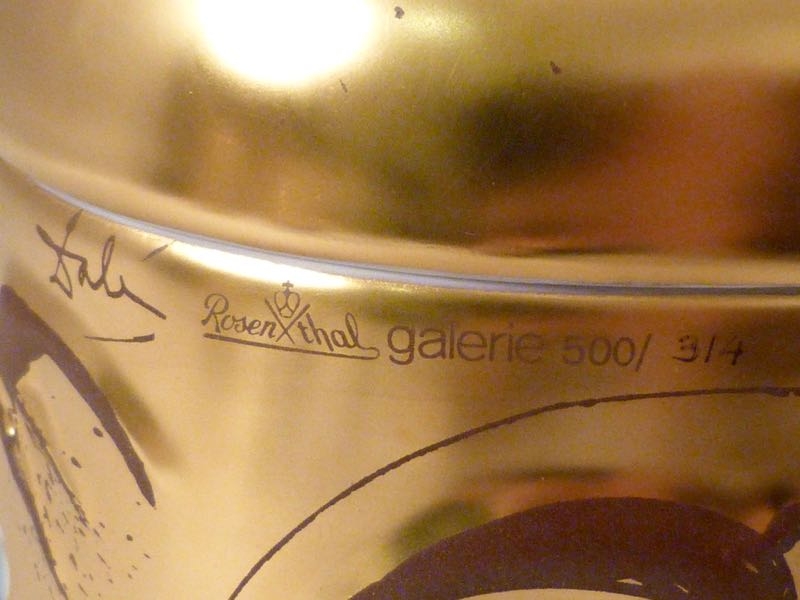 Dalí
Rosenthal galerie 500/ 314